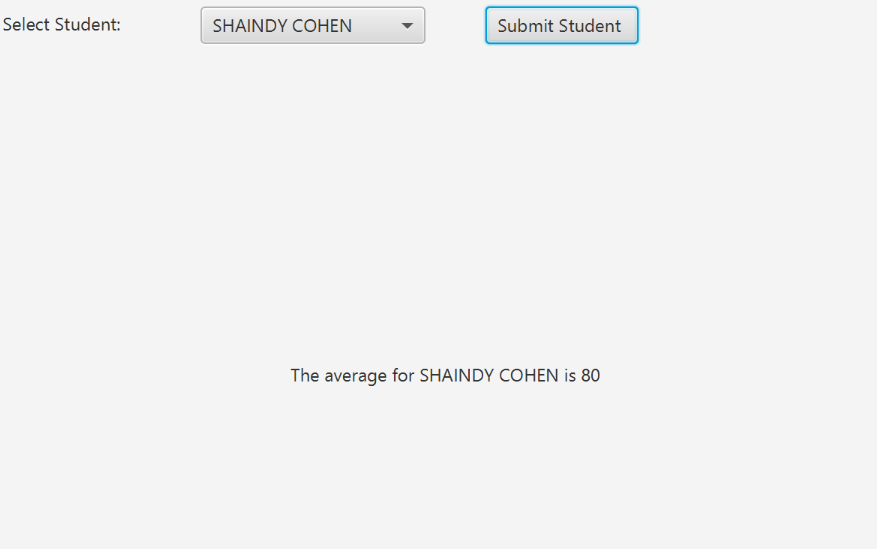 Select Student:
SHAINDY COHEN
Submit Student
The average for SHAINDY COHEN is 80